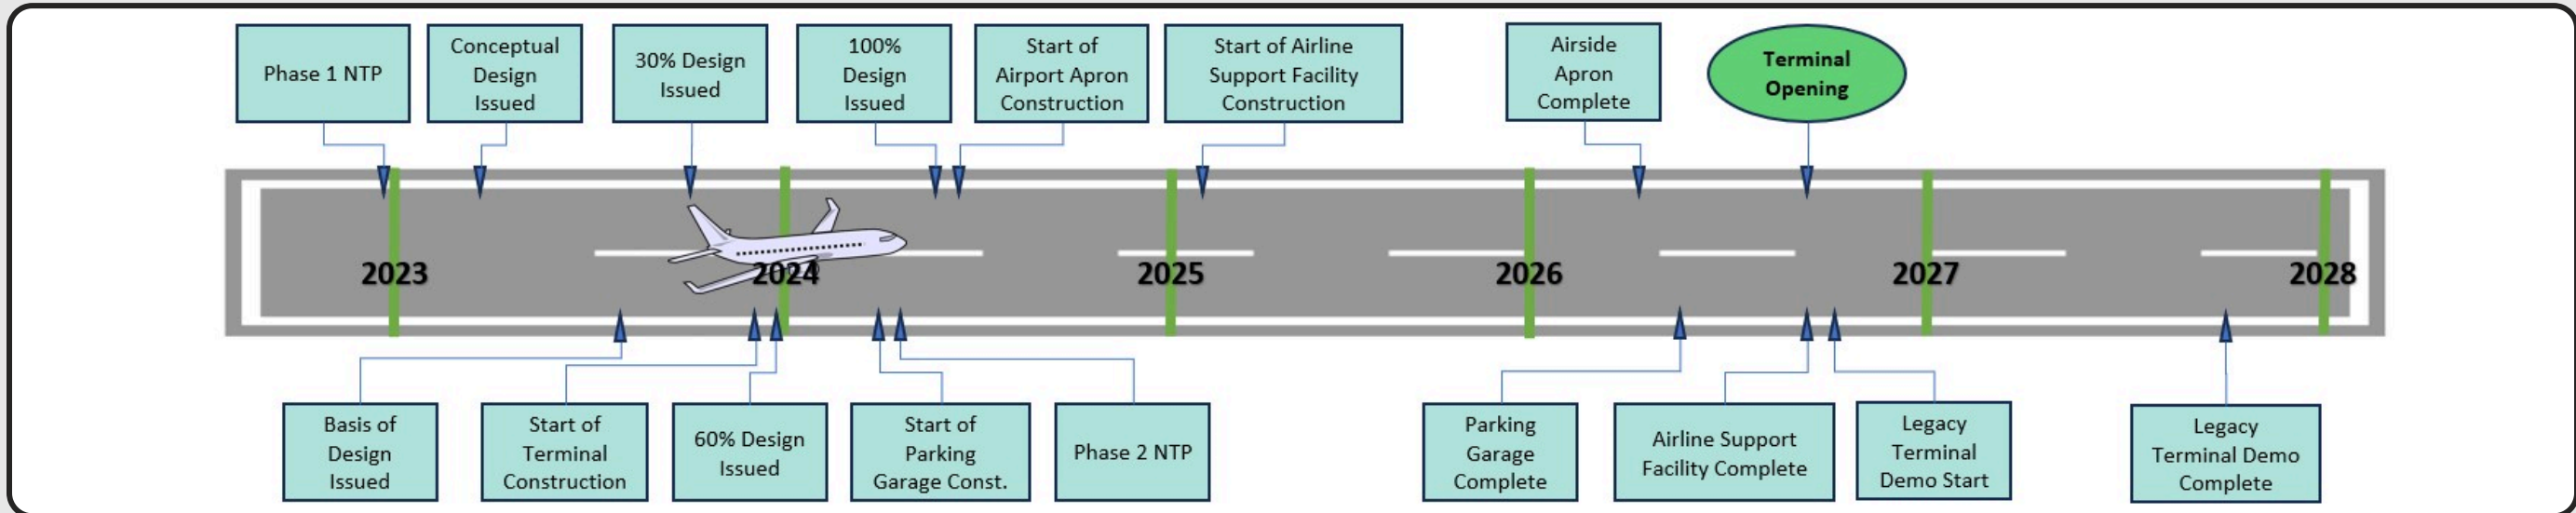 Phase 1 NTP
Conceptual
Design
Issued
30% Design
Issued
100%
Design
Issued
Start of
Airport Apron
Construction
Start of Airline
Support Facility
Construction
Airside
Apron
Complete
Terminal
Opening
2023
2024
2025
2026
2027
2028
Basis of
Design
Issued
Start of
Terminal
Construction
60% Design
Issued
Start of
Parking
Garage Const.
Phase 2 NTP
Parking
Garage
Complete
Airline Support
Facility Complete
Legacy
Terminal
Demo Start
Legacy
Terminal Demo
Complete